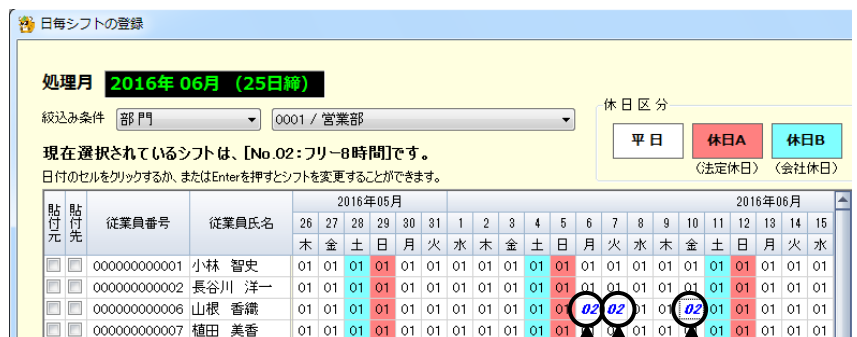 日毎シフトの登録
処理月 2016年 06月 （25日締）
絞込み条件 部門 0001 / 営業部
休日区分
平日 休日A 休日B
（法定休日） （会社休日）
現在選択されているシフトは、[No.02：フリー8時間]です。
日付のセルをクリックするか、またはEnterを押すとシフトを変更することができます。
貼付元 貼付先 従業員番号 従業員氏名 2016年05月 2016年06月
26 27 28 29 30 31 1 2 3 4 5 6 7 8 9 10 11 12 13 14 15
木 金 土 日 月 火 水 木 金 土 日 月 火 水 木 金 土 日 月 火 水
000000000001 小林 智史 01 01 01 01 01 01 01 01 01 01 01 01 01 01 01 01 01 01 01 01 01
000000000002 長谷川 洋一 01 01 01 01 01 01 01 01 01 01 01 01 01 01 01 01 01 01 01 01 01
000000000006 山根 香織 01 01 01 01 01 01 01 01 01 01 01 02 02 01 01 02 01 01 01 01 01
000000000007 植田 美香 01 01 01 01 01 01 01 01 01 01 01 01 01 01 01 01 01 01